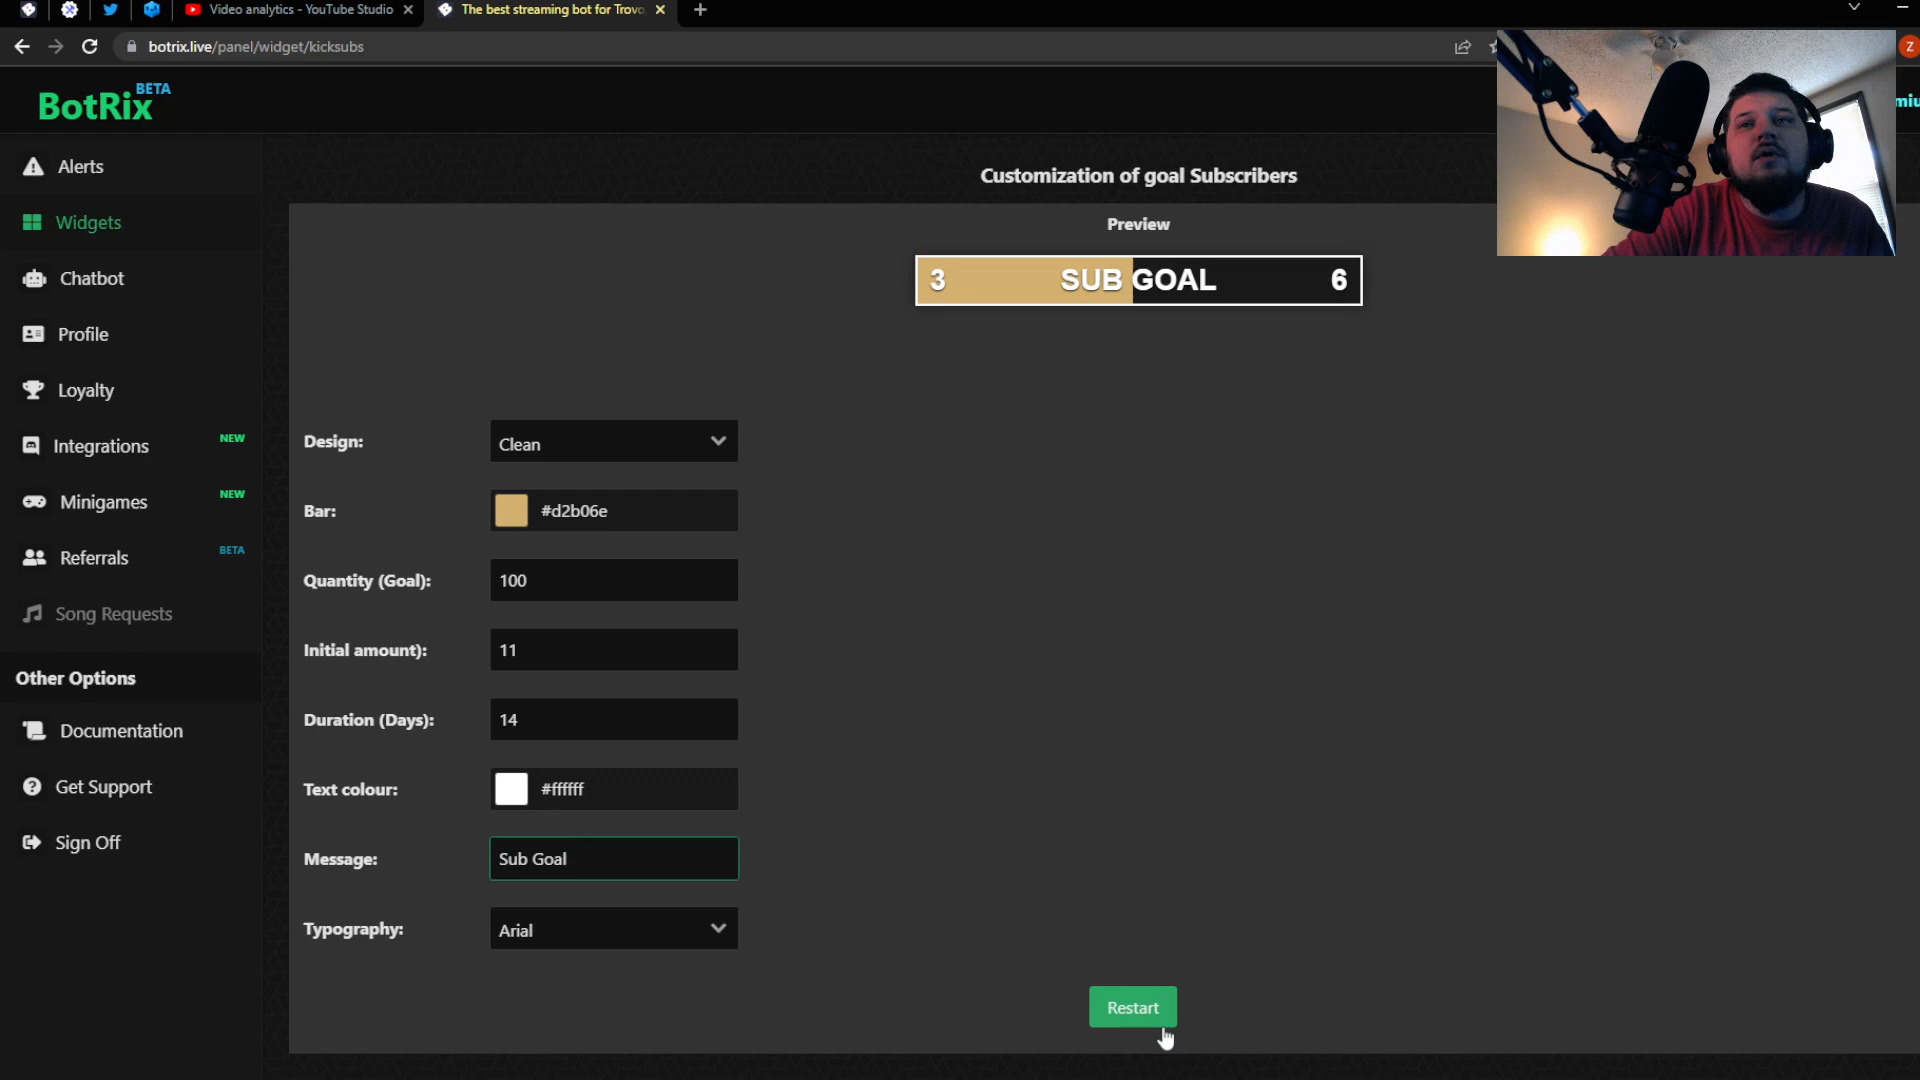 Video analytics - YouTube Studio
The best streaming bot for Trovo
botrix.live/panel/widget/kicksubs
Z
BotRix BETA
Alerts
Widgets
Chatbot
Profile
Loyalty
Integrations NEW
Minigames NEW
Referrals BETA
Song Requests
Other Options
Documentation
Get Support
Sign Off
Customization of goal Subscribers
Preview
3 SUB GOAL 6
Design: Clean
Bar: #d2b06e
Quantity (Goal): 100
Initial amount): 11
Duration (Days): 14
Text colour: #ffffff
Message: Sub Goal
Typography: Arial
Restart